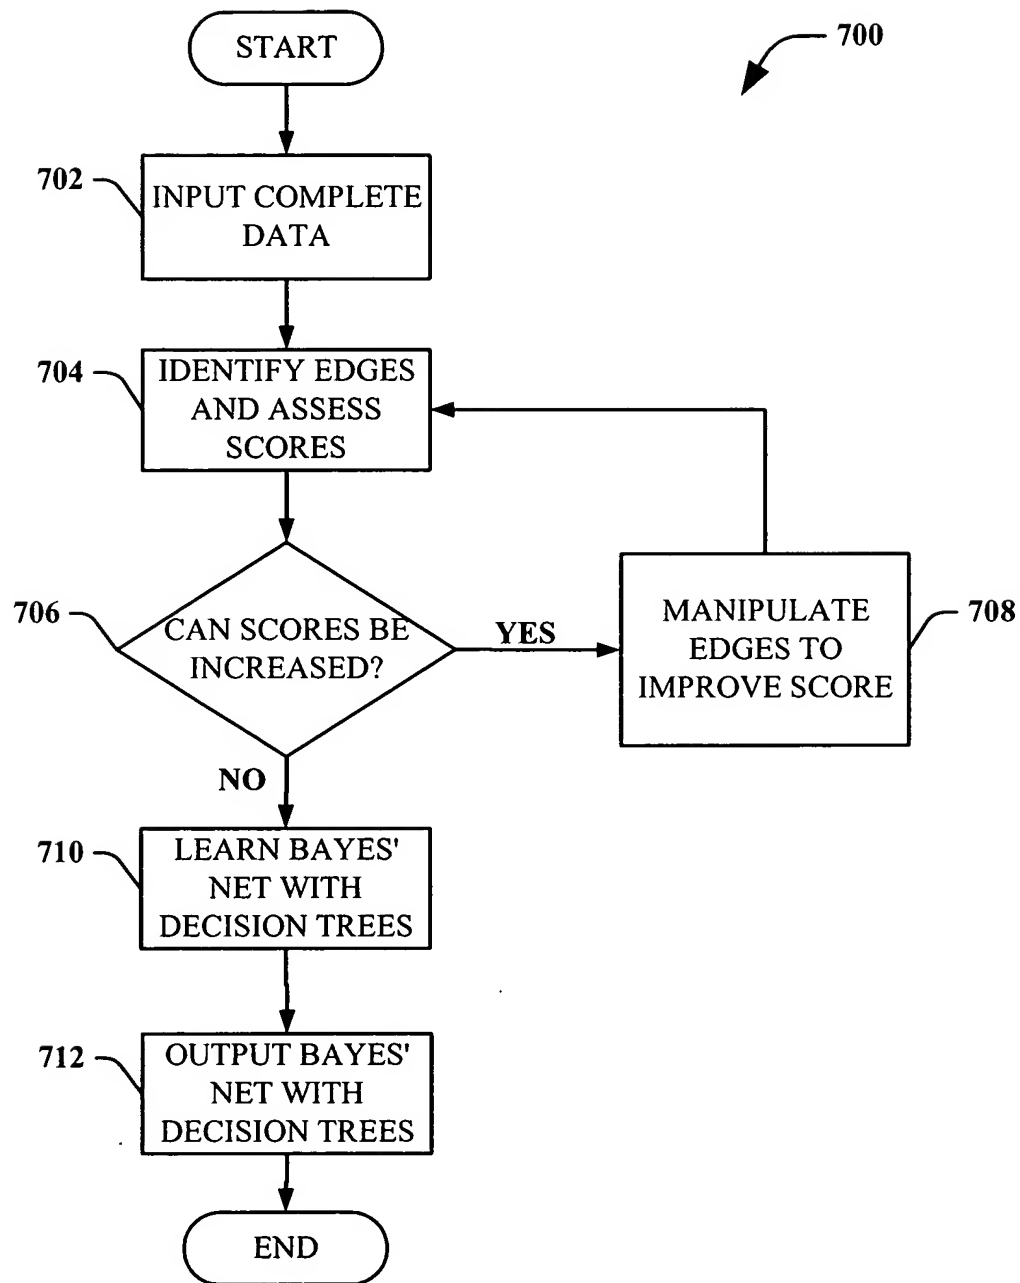 START
700
702
INPUT COMPLETE
DATA
704
IDENTIFY EDGES
AND ASSESS
SCORES
706
CAN SCORES BE
INCREASED?
YES
MANIPULATE
EDGES TO
IMPROVE SCORE
708
NO
710
LEARN BAYES'
NET WITH
DECISION TREES
712
OUTPUT BAYES'
NET WITH
DECISION TREES
END